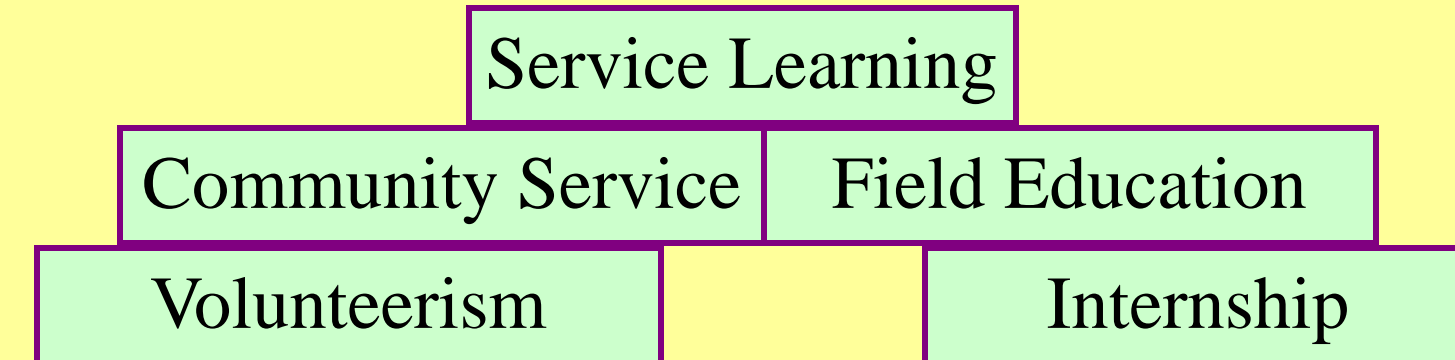 Service Learning
Community Service Field Education
Volunteerism Internship